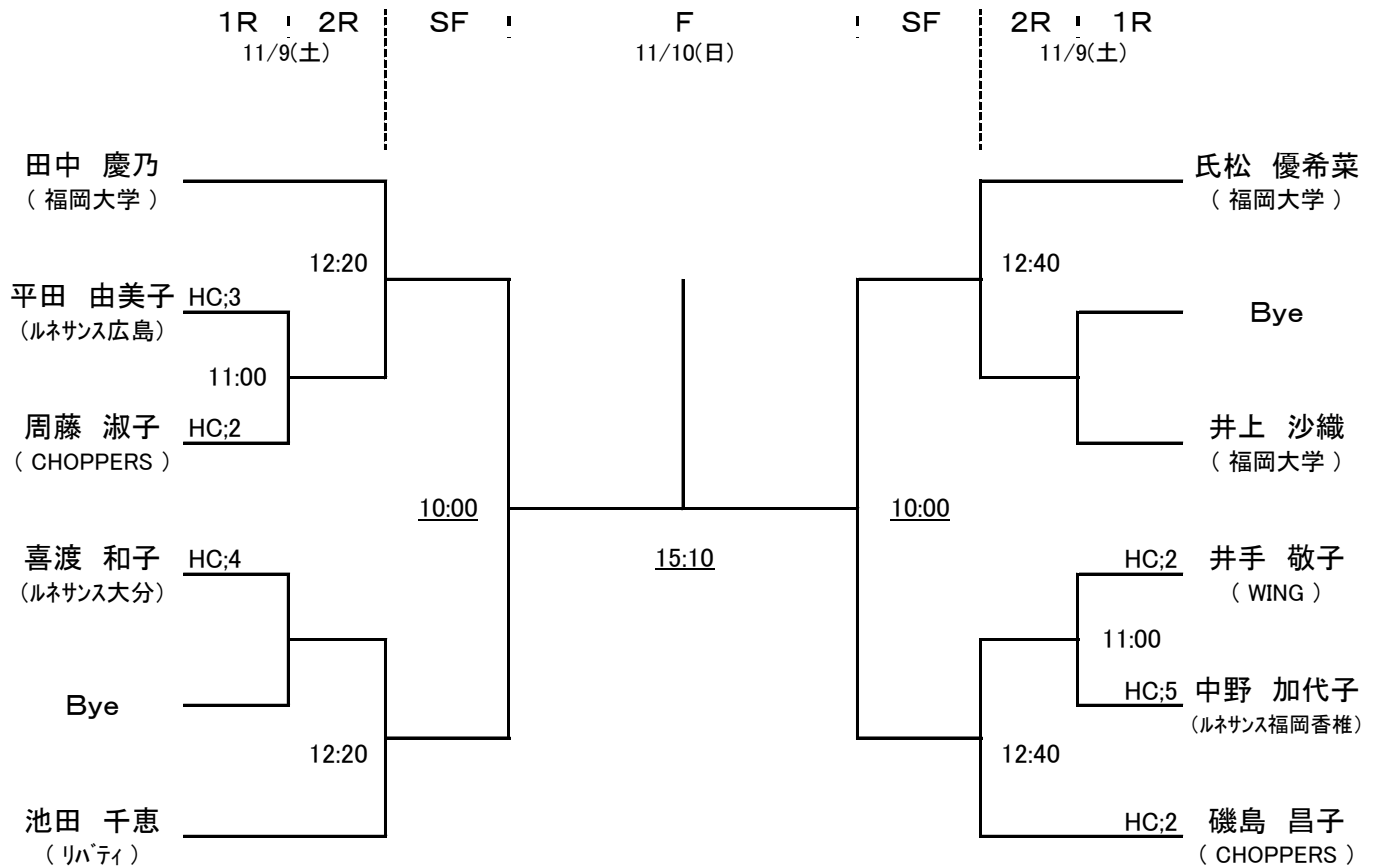 1R 2R SF F SF 2R 1R
11/9(土) 11/10(日) 11/9(土)
田中 慶乃
( 福岡大学 )
12:20
平田 由美子 HC;3
(ﾙﾈｻﾝｽ広島)
11:00
周藤 淑子 HC;2
( CHOPPERS )
10:00
喜渡 和子 HC;4
(ﾙﾈｻﾝｽ大分)
Bye
12:20
池田 千恵
( ﾘﾊﾞﾃｨ )
15:10
氏松 優希菜
( 福岡大学 )
12:40
Bye
井上 沙織
( 福岡大学 )
10:00
HC;2 井手 敬子
( WING )
11:00
HC;5 中野 加代子
(ﾙﾈｻﾝｽ福岡香椎)
12:40
HC;2 磯島 昌子
( CHOPPERS )